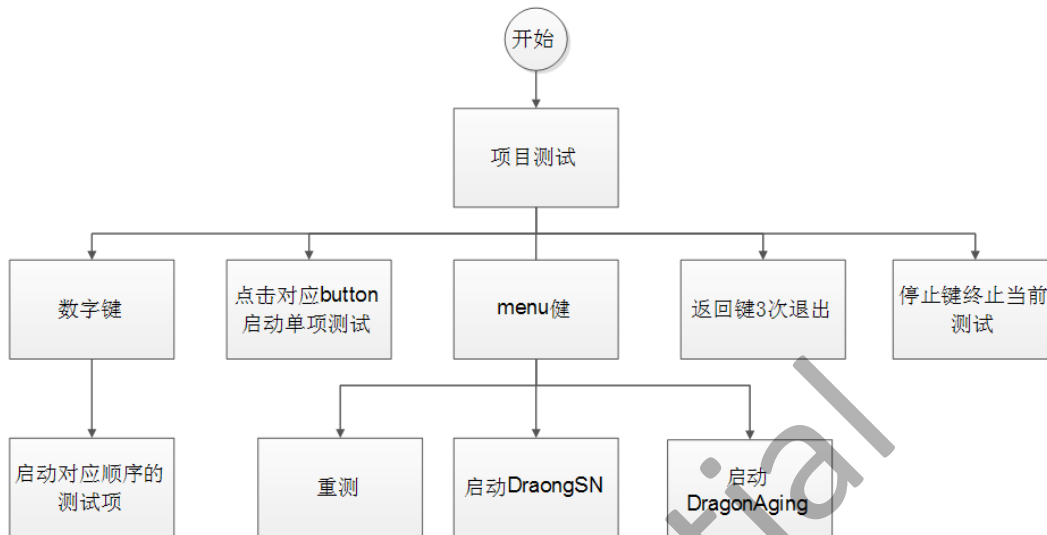 开始
项目测试
数字键
点击对应button
启动单项测试
menu健
返回键3次退出
停止键终止当前
测试
启动对应顺序的
测试项
重测
启动DraongSN
启动
DragonAging
tial